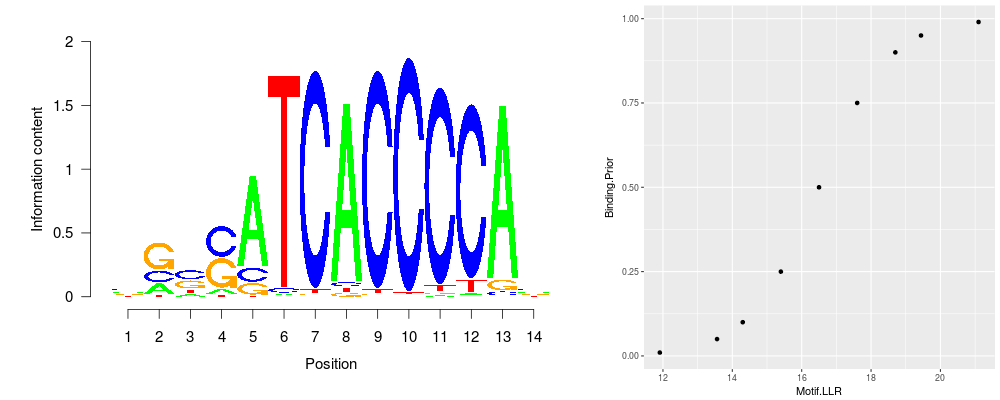 Information content
2
1.5
1
0.5
0
G C A
C G C
C G A
A C G
T C A C C C C A
1 2 3 4 5 6 7 8 9 10 11 12 13 14
Position
Binding.Prior
1.00
0.75
0.50
0.25
0.00
12 14 16 18 20
Motif.LLR